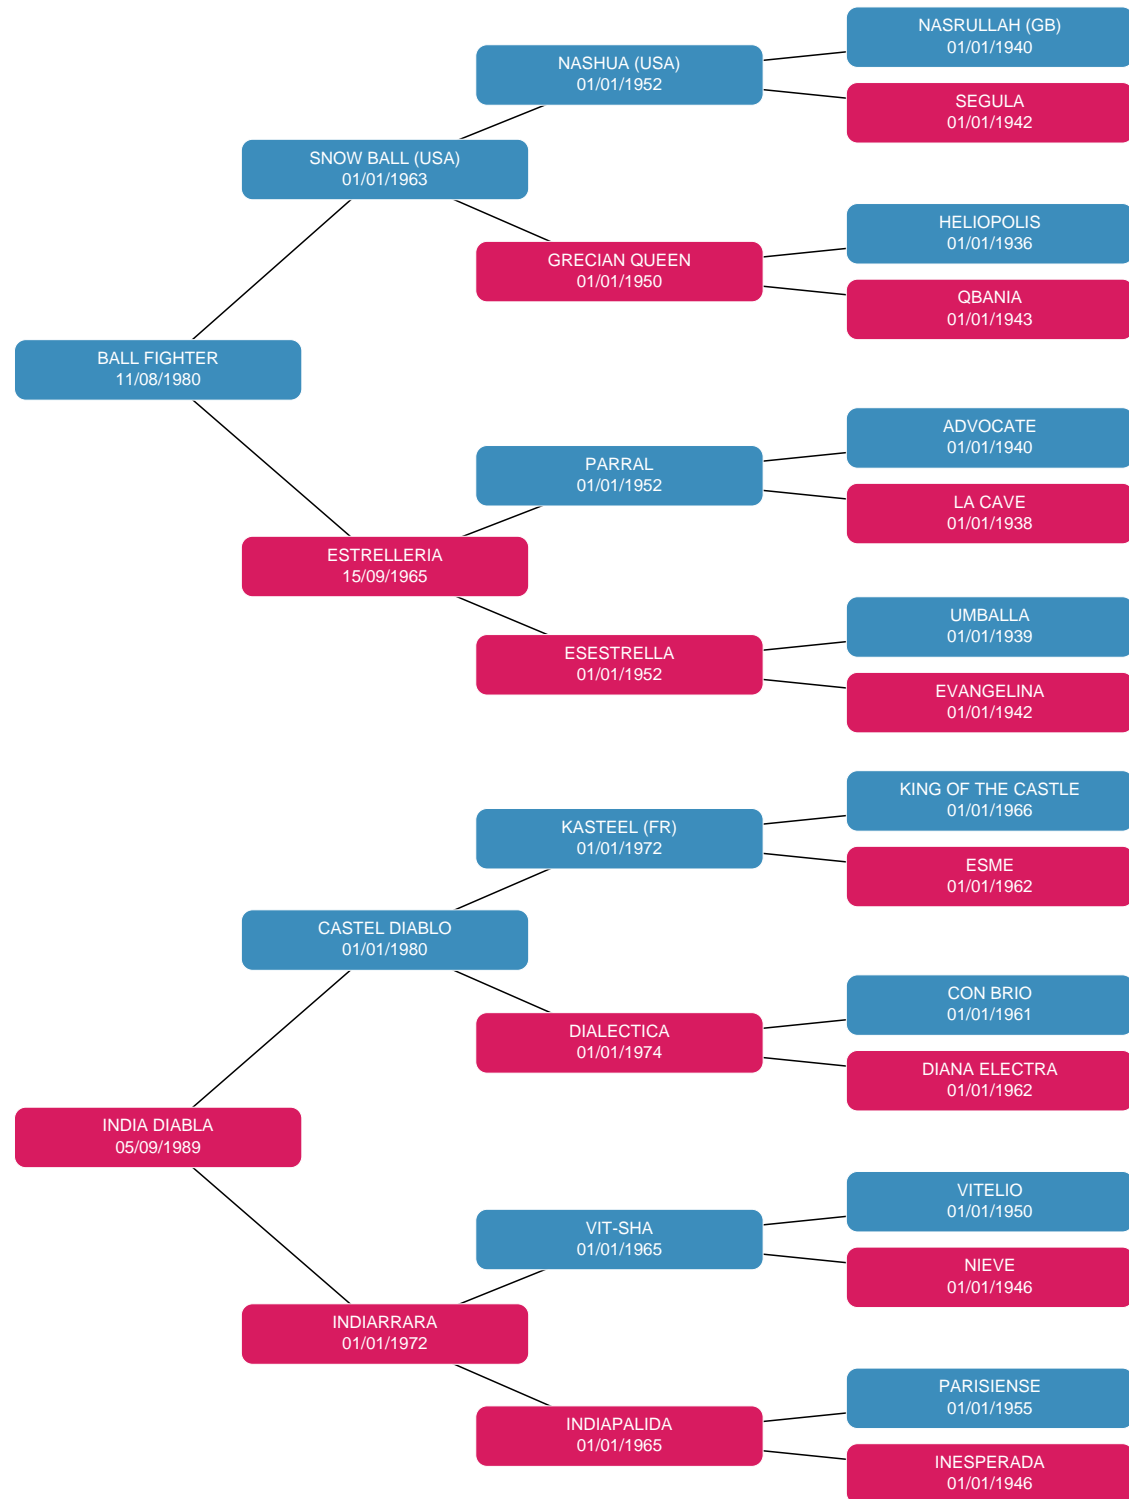 NASRULLAH (GB)
01/01/1940
NASHUA (USA)
01/01/1952
SEGULA
01/01/1942
SNOW BALL (USA)
01/01/1963
HELIOPOLIS
01/01/1936
GRECIAN QUEEN
01/01/1950
QBANIA
01/01/1943
BALL FIGHTER
11/08/1980
ADVOCATE
01/01/1940
PARRAL
01/01/1952
LA CAVE
01/01/1938
ESTRELLERIA
15/09/1965
UMBALLA
01/01/1939
ESESTRELLA
01/01/1952
EVANGELINA
01/01/1942
KING OF THE CASTLE
01/01/1966
KASTEEL (FR)
01/01/1972
ESME
01/01/1962
CASTEL DIABLO
01/01/1980
CON BRIO
01/01/1961
DIALECTICA
01/01/1974
DIANA ELECTRA
01/01/1962
INDIA DIABLA
05/09/1989
VITELIO
01/01/1950
VIT-SHA
01/01/1965
NIEVE
01/01/1946
INDIARRARA
01/01/1972
PARISIENSE
01/01/1955
INDIAPALIDA
01/01/1965
INESPERADA
01/01/1946